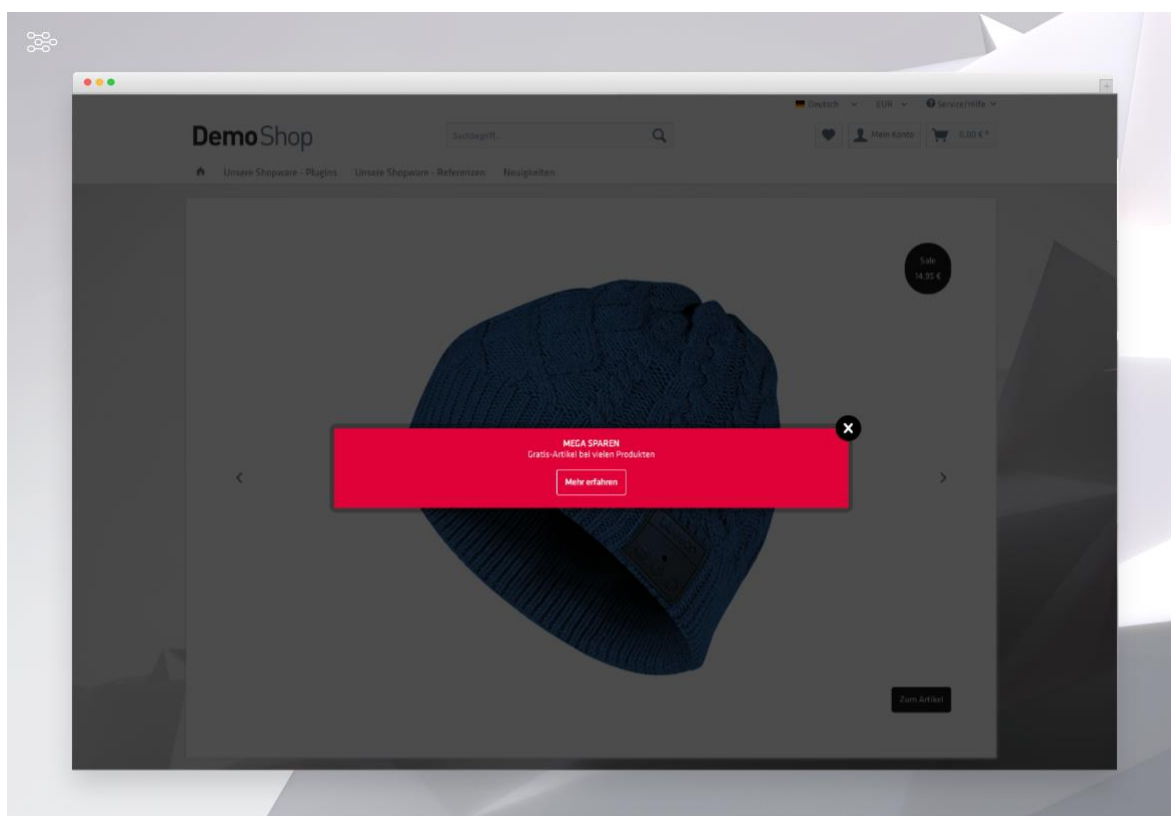 Deutsch EUR Service/Hilfe
DemoShop
Suchbegriff...
Mein Konto
0,00 € *
Unsere Shopware - Plugins Unsere Shopware - Referenzen Neuigkeiten
Sale
14,95 €
MEGA SPAREN
Gratis-Artikel bei vielen Produkten
Mehr erfahren
Zum Artikel